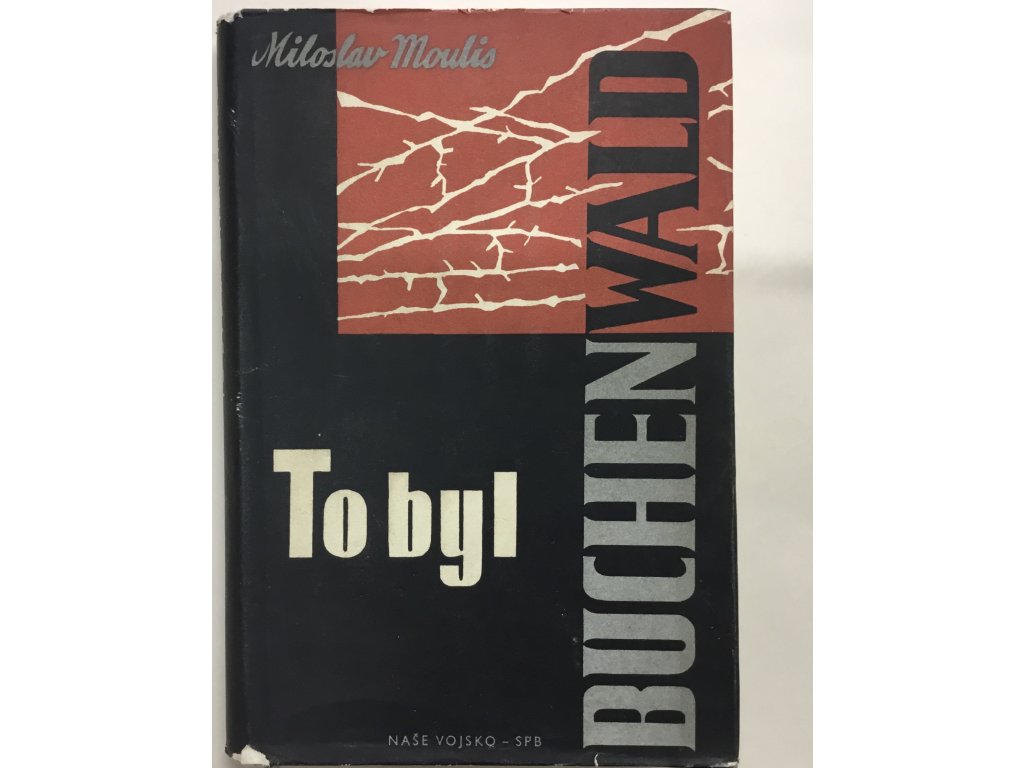 Miloslav Moulis
To byl
BUCHENWALD
NAŠE VOJSKO – SPB